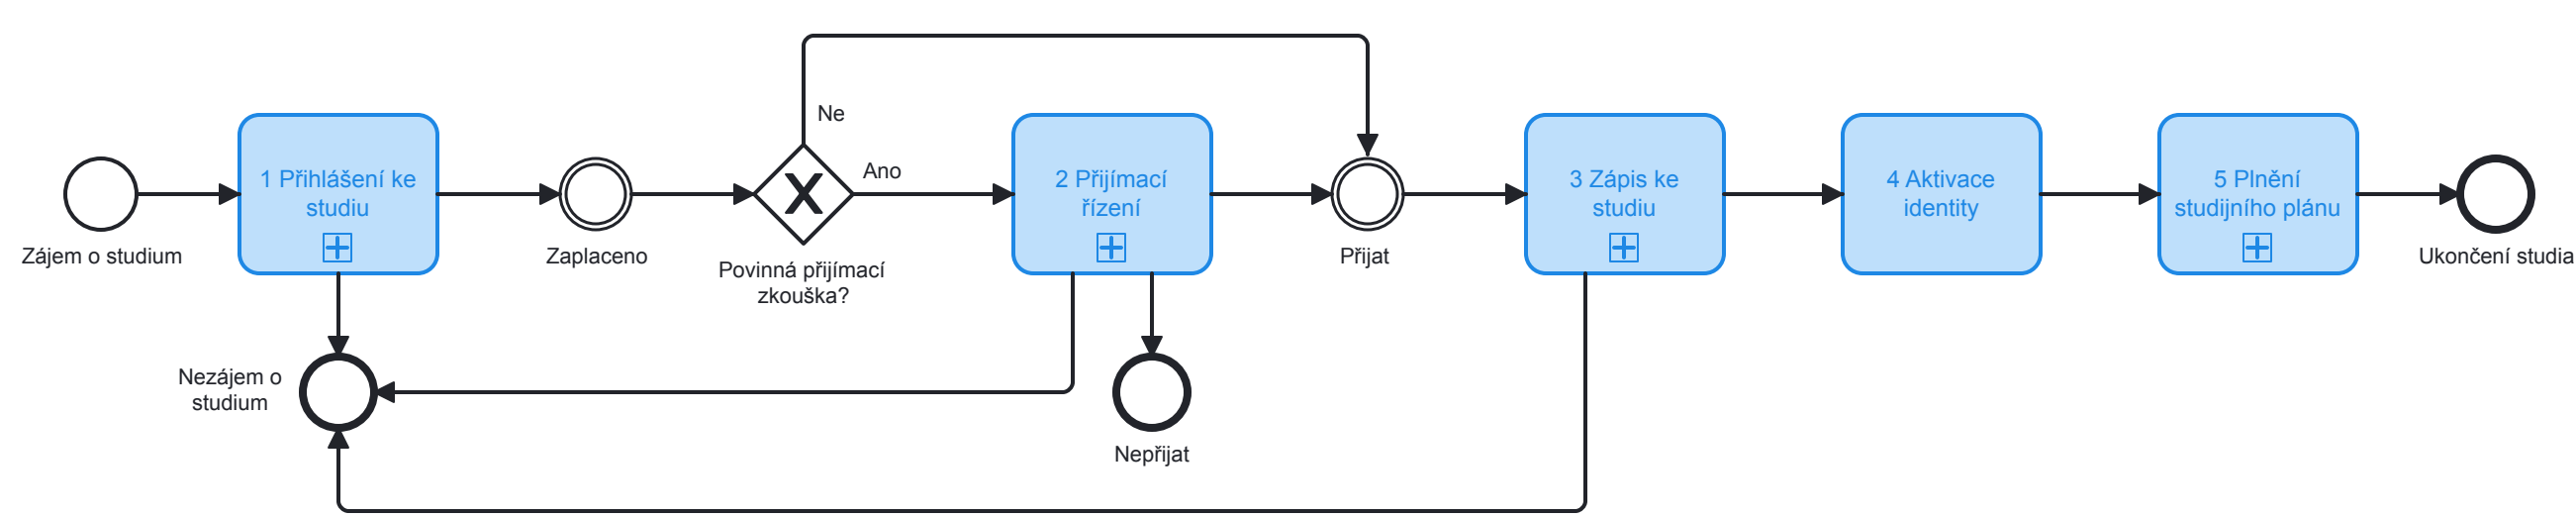 Zájem o studium
1 Přihlášení ke
studiu
Nezájem o
studium
Zaplaceno
Ne
Ano
Povinná přijímací
zkouška?
2 Přijímací
řízení
Nepřijat
Přijat
3 Zápis ke
studiu
4 Aktivace
identity
5 Plnění
studijního plánu
Ukončení studia